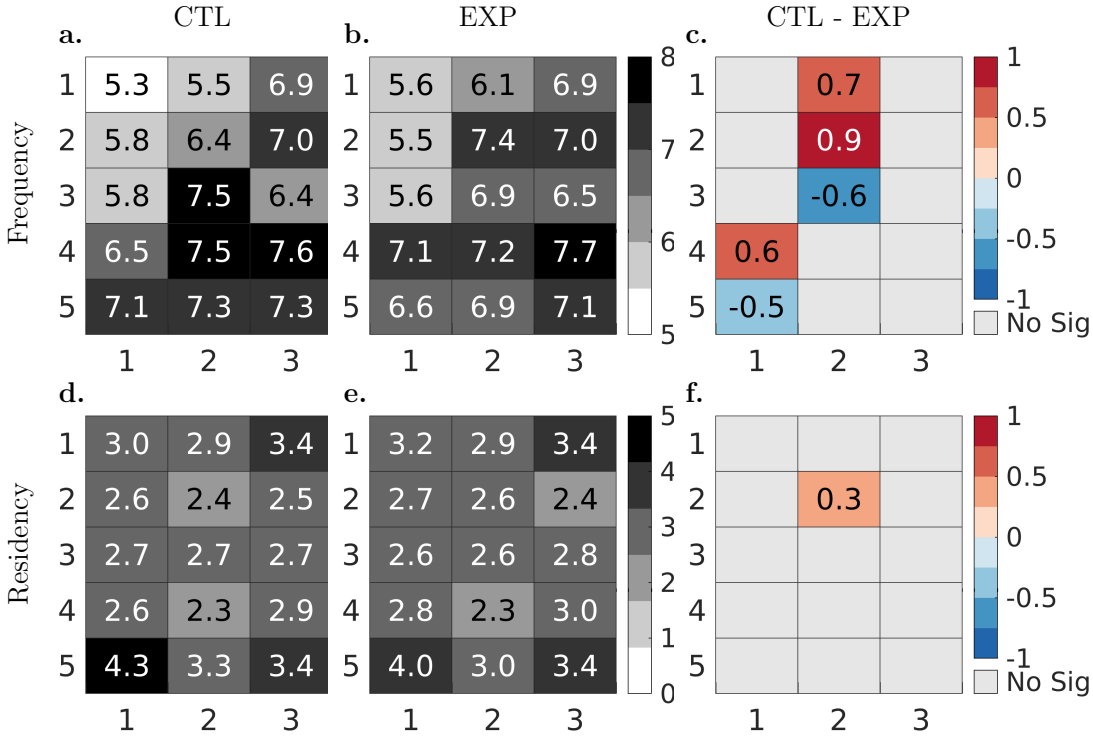 CTL EXP CTL - EXP
a. b. c.
Frequency
1 5.3 5.5 6.9 1 5.6 6.1 6.9 8 1 0.7 1
2 5.8 6.4 7.0 2 5.5 7.4 7.0 7 2 0.9 0.5
3 5.8 7.5 6.4 3 5.6 6.9 6.5 6 3 -0.6 0
4 6.5 7.5 7.6 4 7.1 7.2 7.7 4 0.6 -0.5
5 7.1 7.3 7.3 5 6.6 6.9 7.1 5 5 -0.5 -1
No Sig
1 2 3 1 2 3 1 2 3
d. e. f.
Residency
1 3.0 2.9 3.4 1 3.2 2.9 3.4 5 1 1
2 2.6 2.4 2.5 2 2.7 2.6 2.4 4 2 0.3 0.5
3 2.7 2.7 2.7 3 2.6 2.6 2.8 3 3 0
4 2.6 2.3 2.9 4 2.8 2.3 3.0 2 4 -0.5
5 4.3 3.3 3.4 5 4.0 3.0 3.4 1 5 -1
0 No Sig
1 2 3 1 2 3 1 2 3